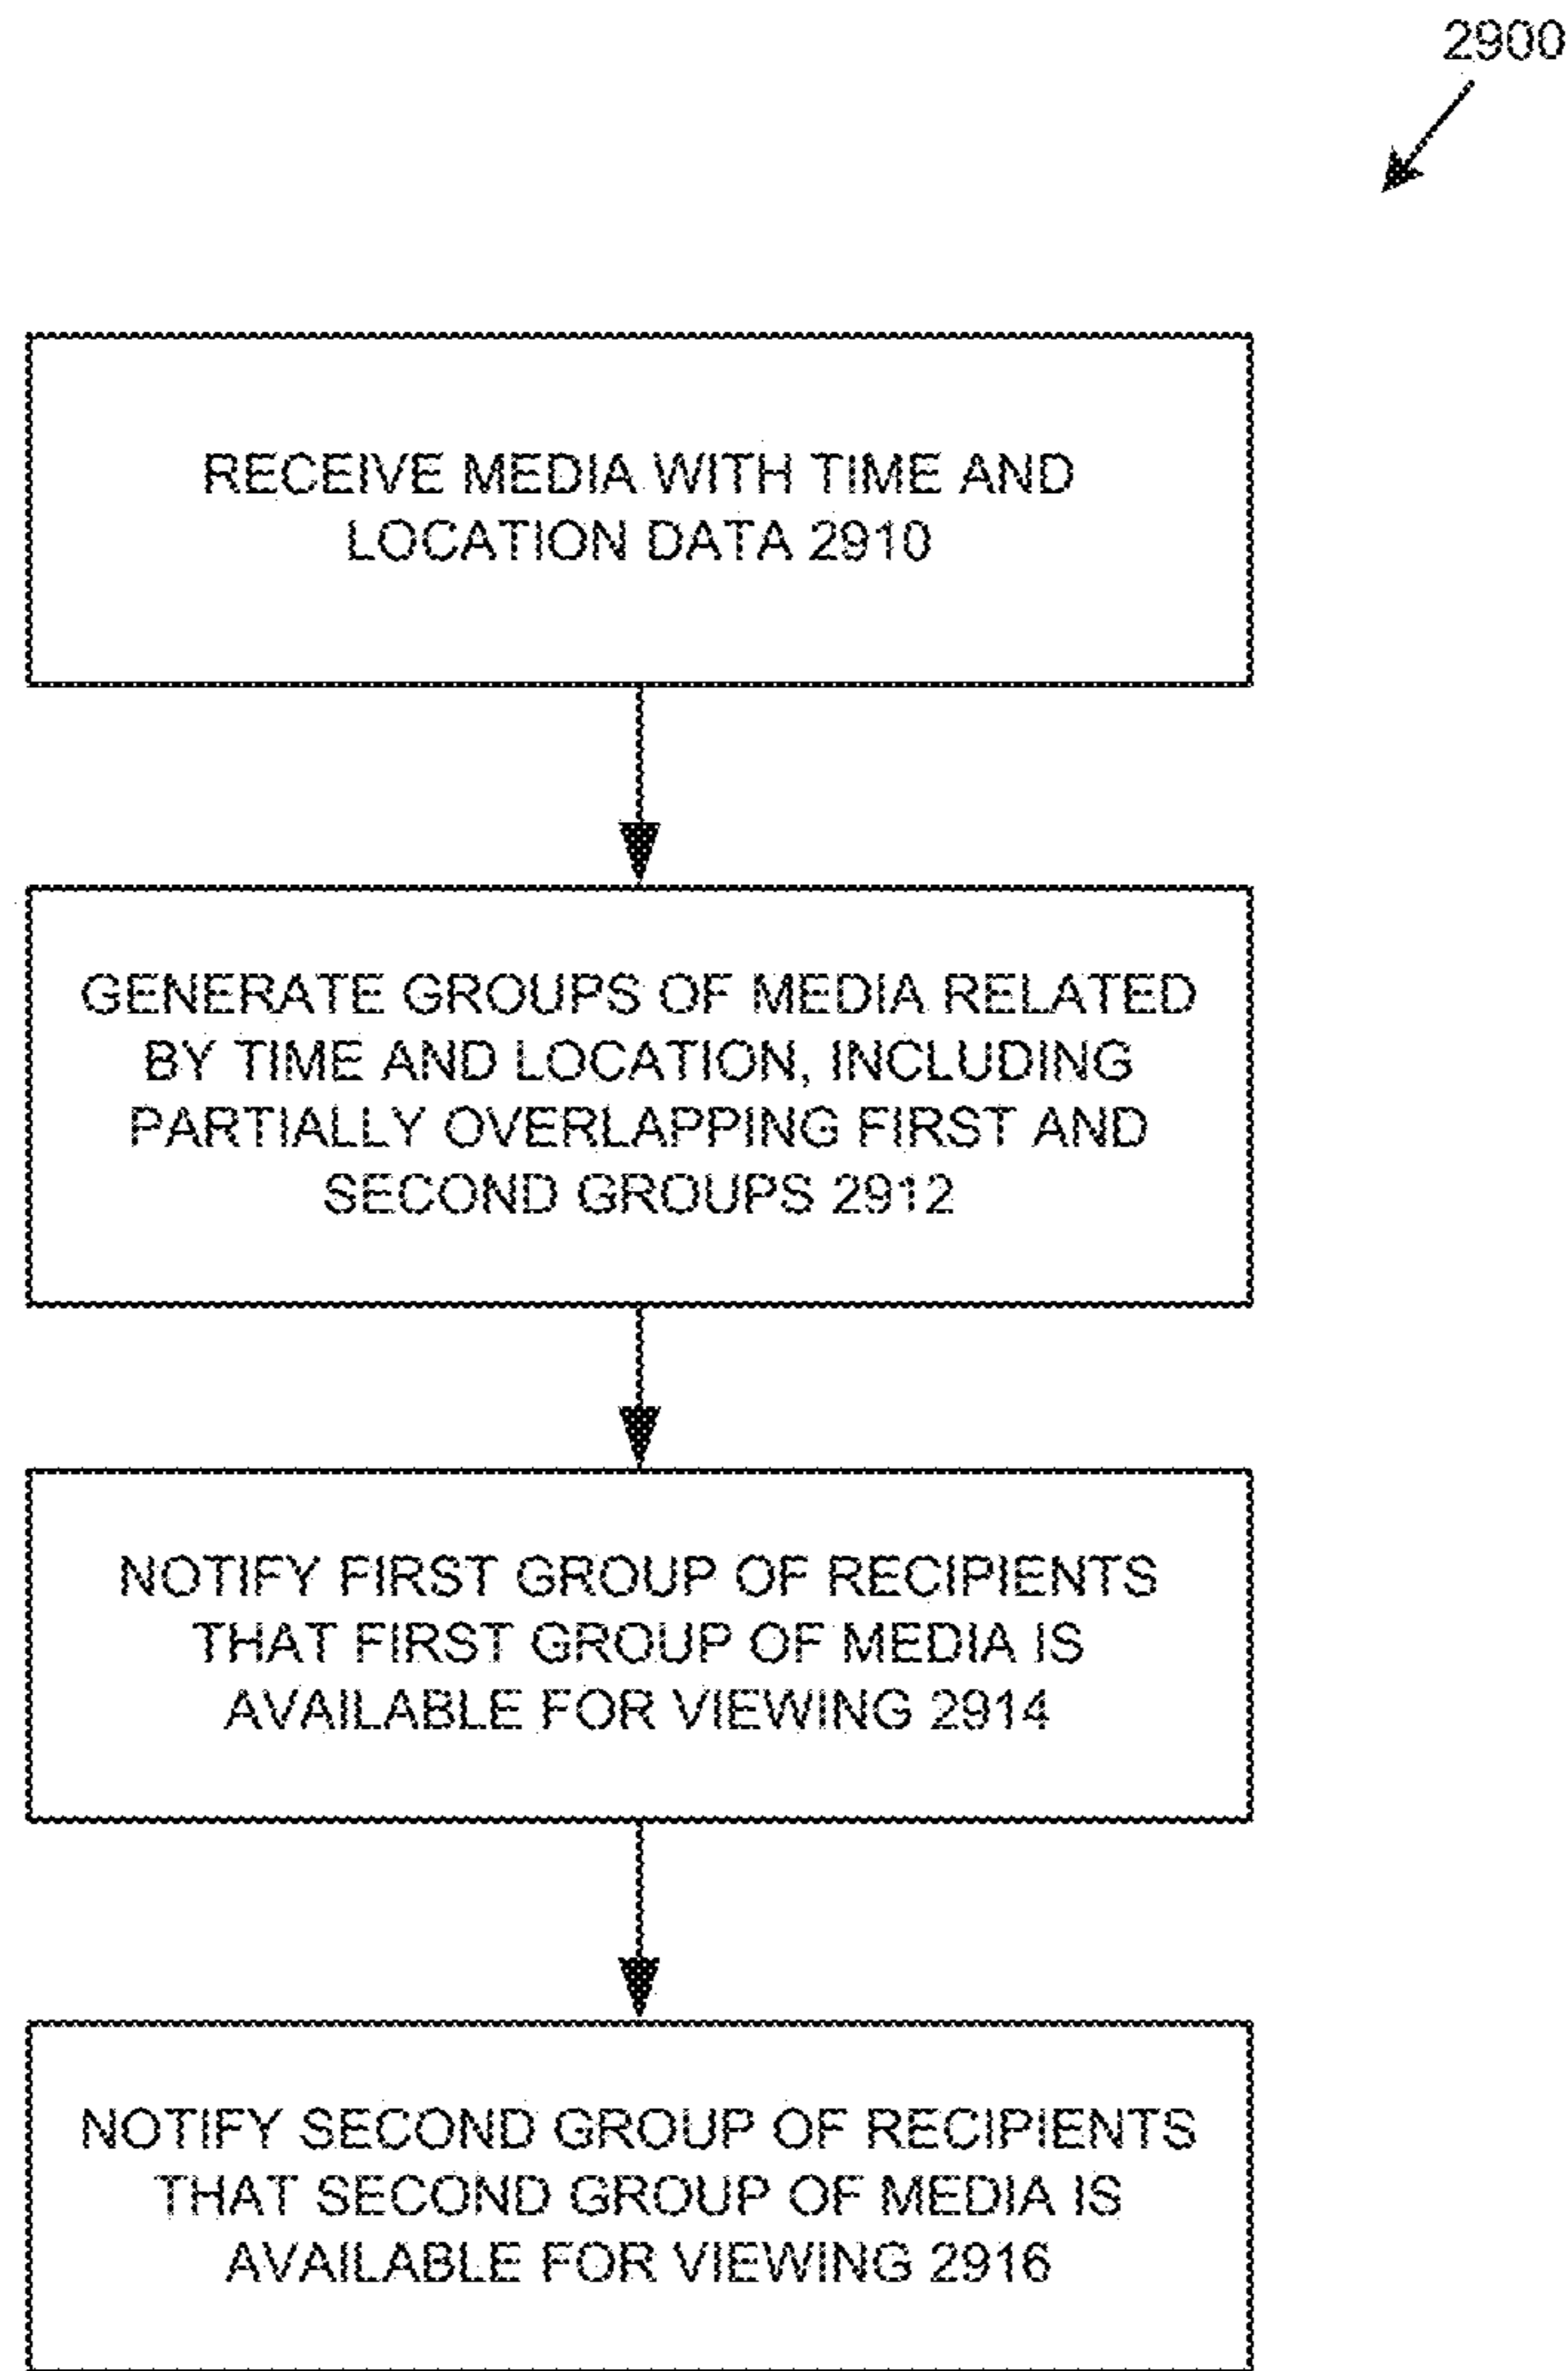 2900
RECEIVE MEDIA WITH TIME AND
LOCATION DATA 2910
GENERATE GROUPS OF MEDIA RELATED
BY TIME AND LOCATION, INCLUDING
PARTIALLY OVERLAPPING FIRST AND
SECOND GROUPS 2912
NOTIFY FIRST GROUP OF RECIPIENTS
THAT FIRST GROUP OF MEDIA IS
AVAILABLE FOR VIEWING 2914
NOTIFY SECOND GROUP OF RECIPIENTS
THAT SECOND GROUP OF MEDIA IS
AVAILABLE FOR VIEWING 2916